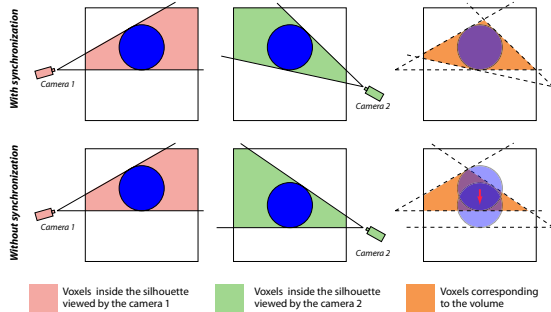 With synchronization
Camera 1
Camera 2
Without synchronization
Camera 1
Camera 2
Voxels inside the silhouette
viewed by the camera 1
Voxels inside the silhouette
viewed by the camera 2
Voxels corresponding
to the volume